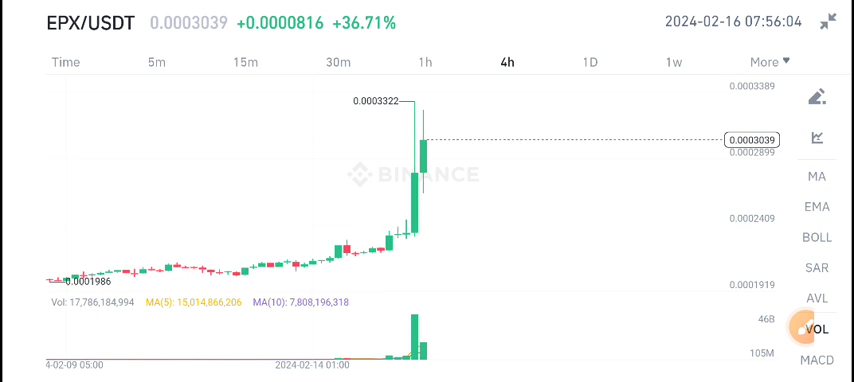 EPX/USDT 0.0003039 +0.0000816 +36.71% 2024-02-16 07:56:04
Time 5m 15m 30m 1h 4h 1D 1w More
0.0003389
0.0003322
0.0003039
0.0002899
BINANCE
0.0002409
0.0001986
0.0001919
Vol: 17,786,184,994 MA(5): 15,014,866,206 MA(10): 7,808,196,318
46B
105M
4-02-09 05:00 2024-02-14 01:00
MA
EMA
BOLL
SAR
AVL
VOL
MACD